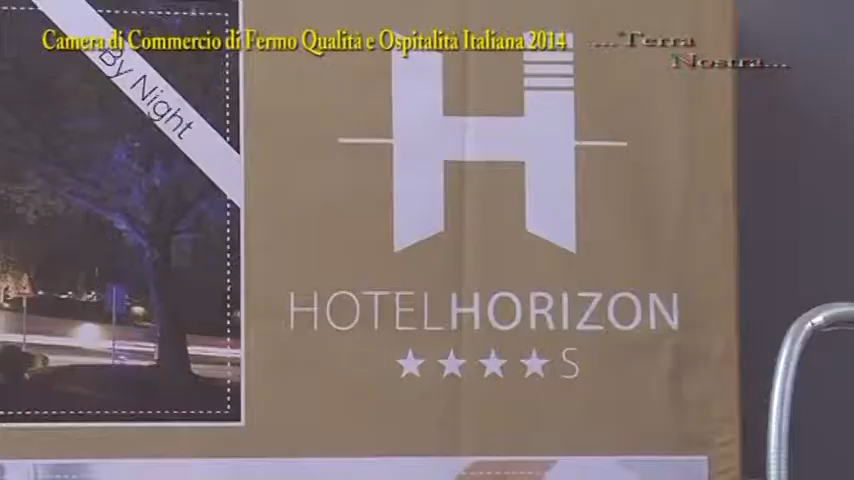 Camera di Commercio di Fermo Qualità e Ospitalità Italiana 2014
...Terra
Nostra...
By Night
H
HOTELHORIZON
★★★★S